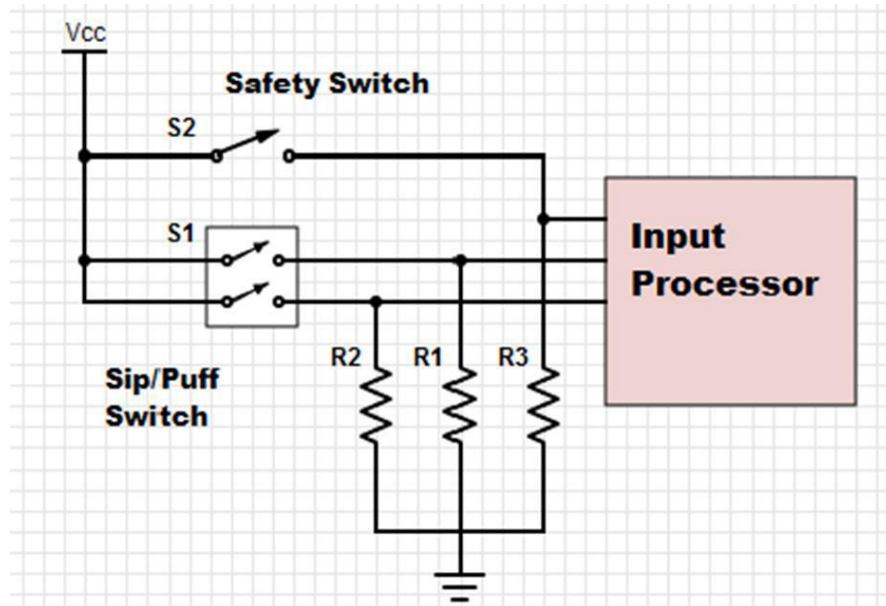 Vcc
Safety Switch
S2
S1
Input
Processor
R2 R1 R3
Sip/Puff
Switch